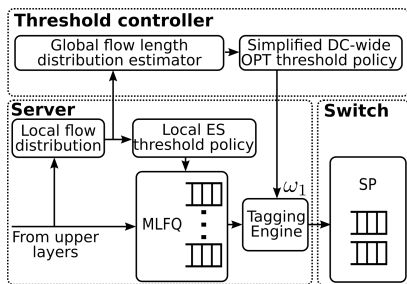 Threshold controller
Global flow length
distribution estimator
Simplified DC-wide
OPT threshold policy
Server
Switch
Local flow
distribution
Local ES
threshold policy
ω1
SP
MLFQ
Tagging
Engine
From upper
layers